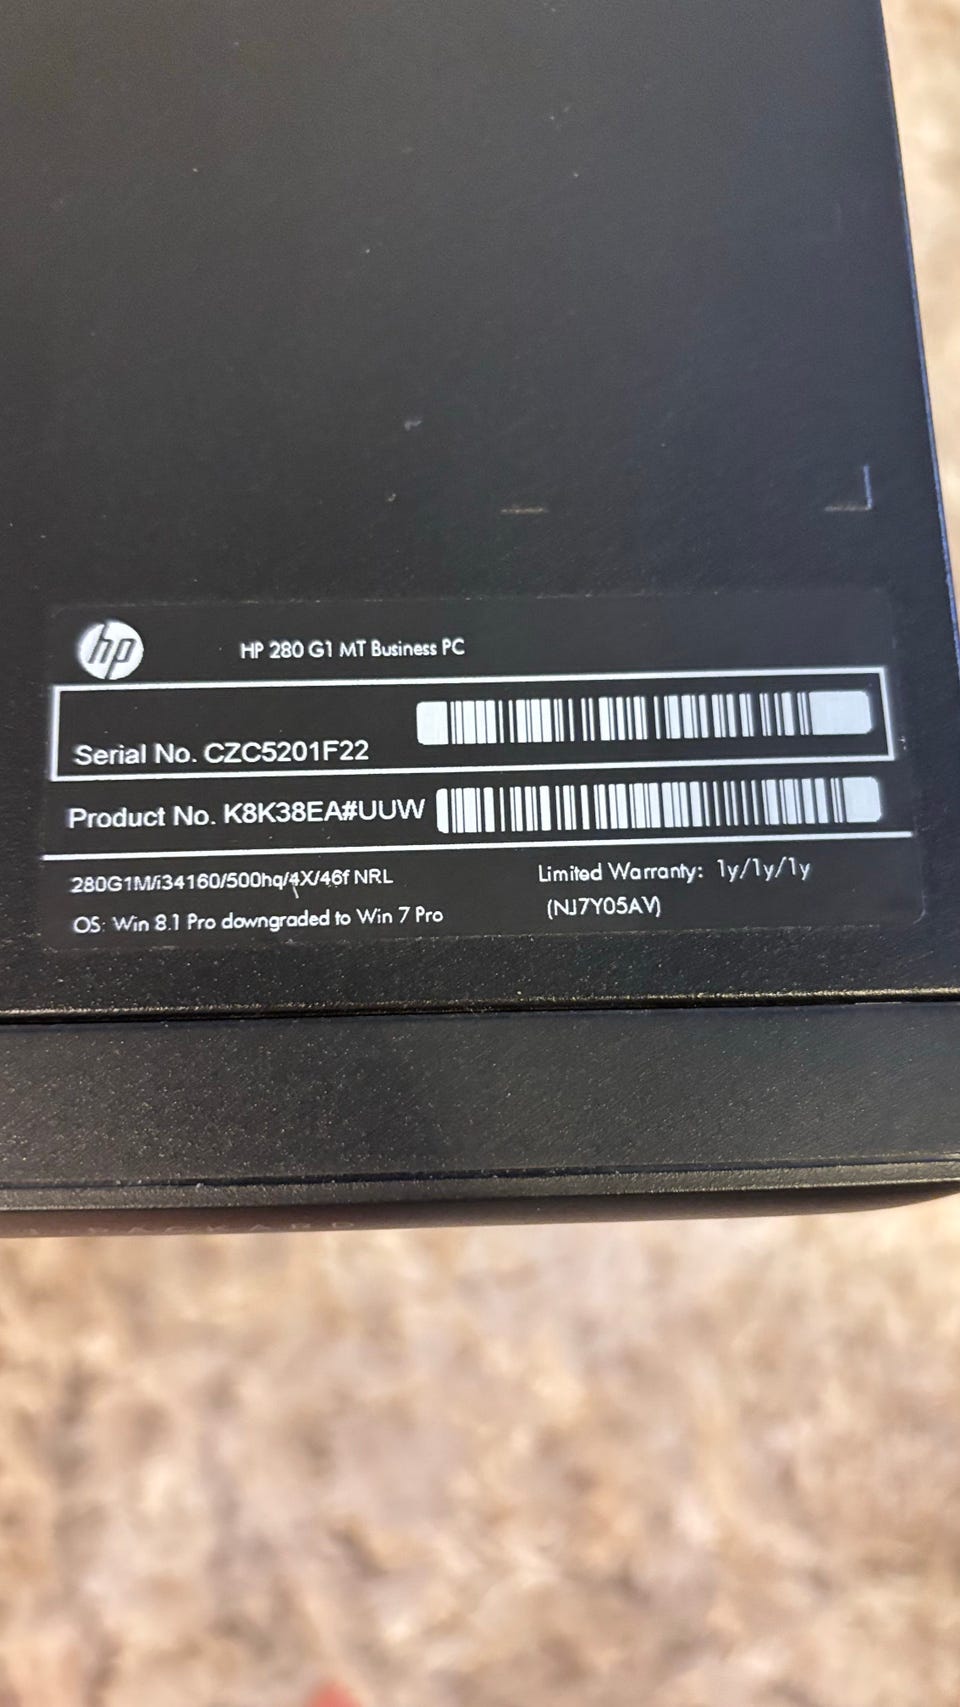 hp
HP 280 G1 MT Business PC
Serial No. CZC5201F22
Product No. K8K38EA#UUW
280G1M/i34160/500hq/4X/46f NRL
Limited Warranty: 1y/1y/1y
OS: Win 8.1 Pro downgraded to Win 7 Pro
(NJ7Y05AV)
PACKARD